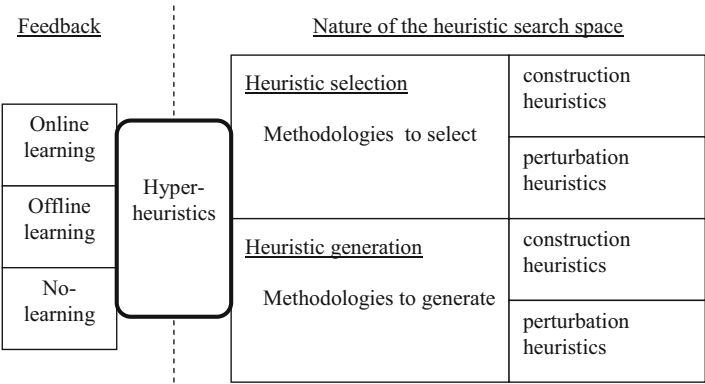 Feedback
Nature of the heuristic search space
Online
learning
Offline
learning
No-
learning
Hyper-
heuristics
Heuristic selection
Methodologies to select
construction
heuristics
perturbation
heuristics
Heuristic generation
Methodologies to generate
construction
heuristics
perturbation
heuristics